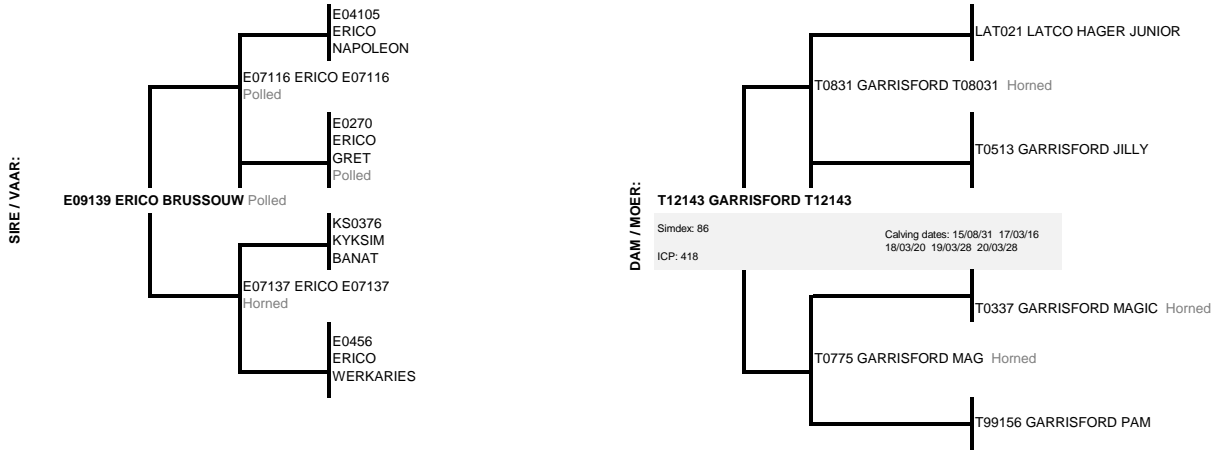 SIRE / VAAR:
E04105
ERICO
NAPOLEON
E07116 ERICO E07116
Polled
E0270
ERICO
GRET
Polled
E09139 ERICO BRUSSOUW Polled
KS0376
KYKSIM
BANAT
E07137 ERICO E07137
Horned
E0456
ERICO
WERKARIES
DAM / MOER:
LAT021 LATCO HAGER JUNIOR
T0831 GARRISFORD T08031 Horned
T0513 GARRISFORD JILLY
T12143 GARRISFORD T12143
Simdex: 86
Calving dates: 15/08/31 17/03/16
18/03/20 19/03/28 20/03/28
ICP: 418
T0337 GARRISFORD MAGIC Horned
T0775 GARRISFORD MAG Horned
T99156 GARRISFORD PAM